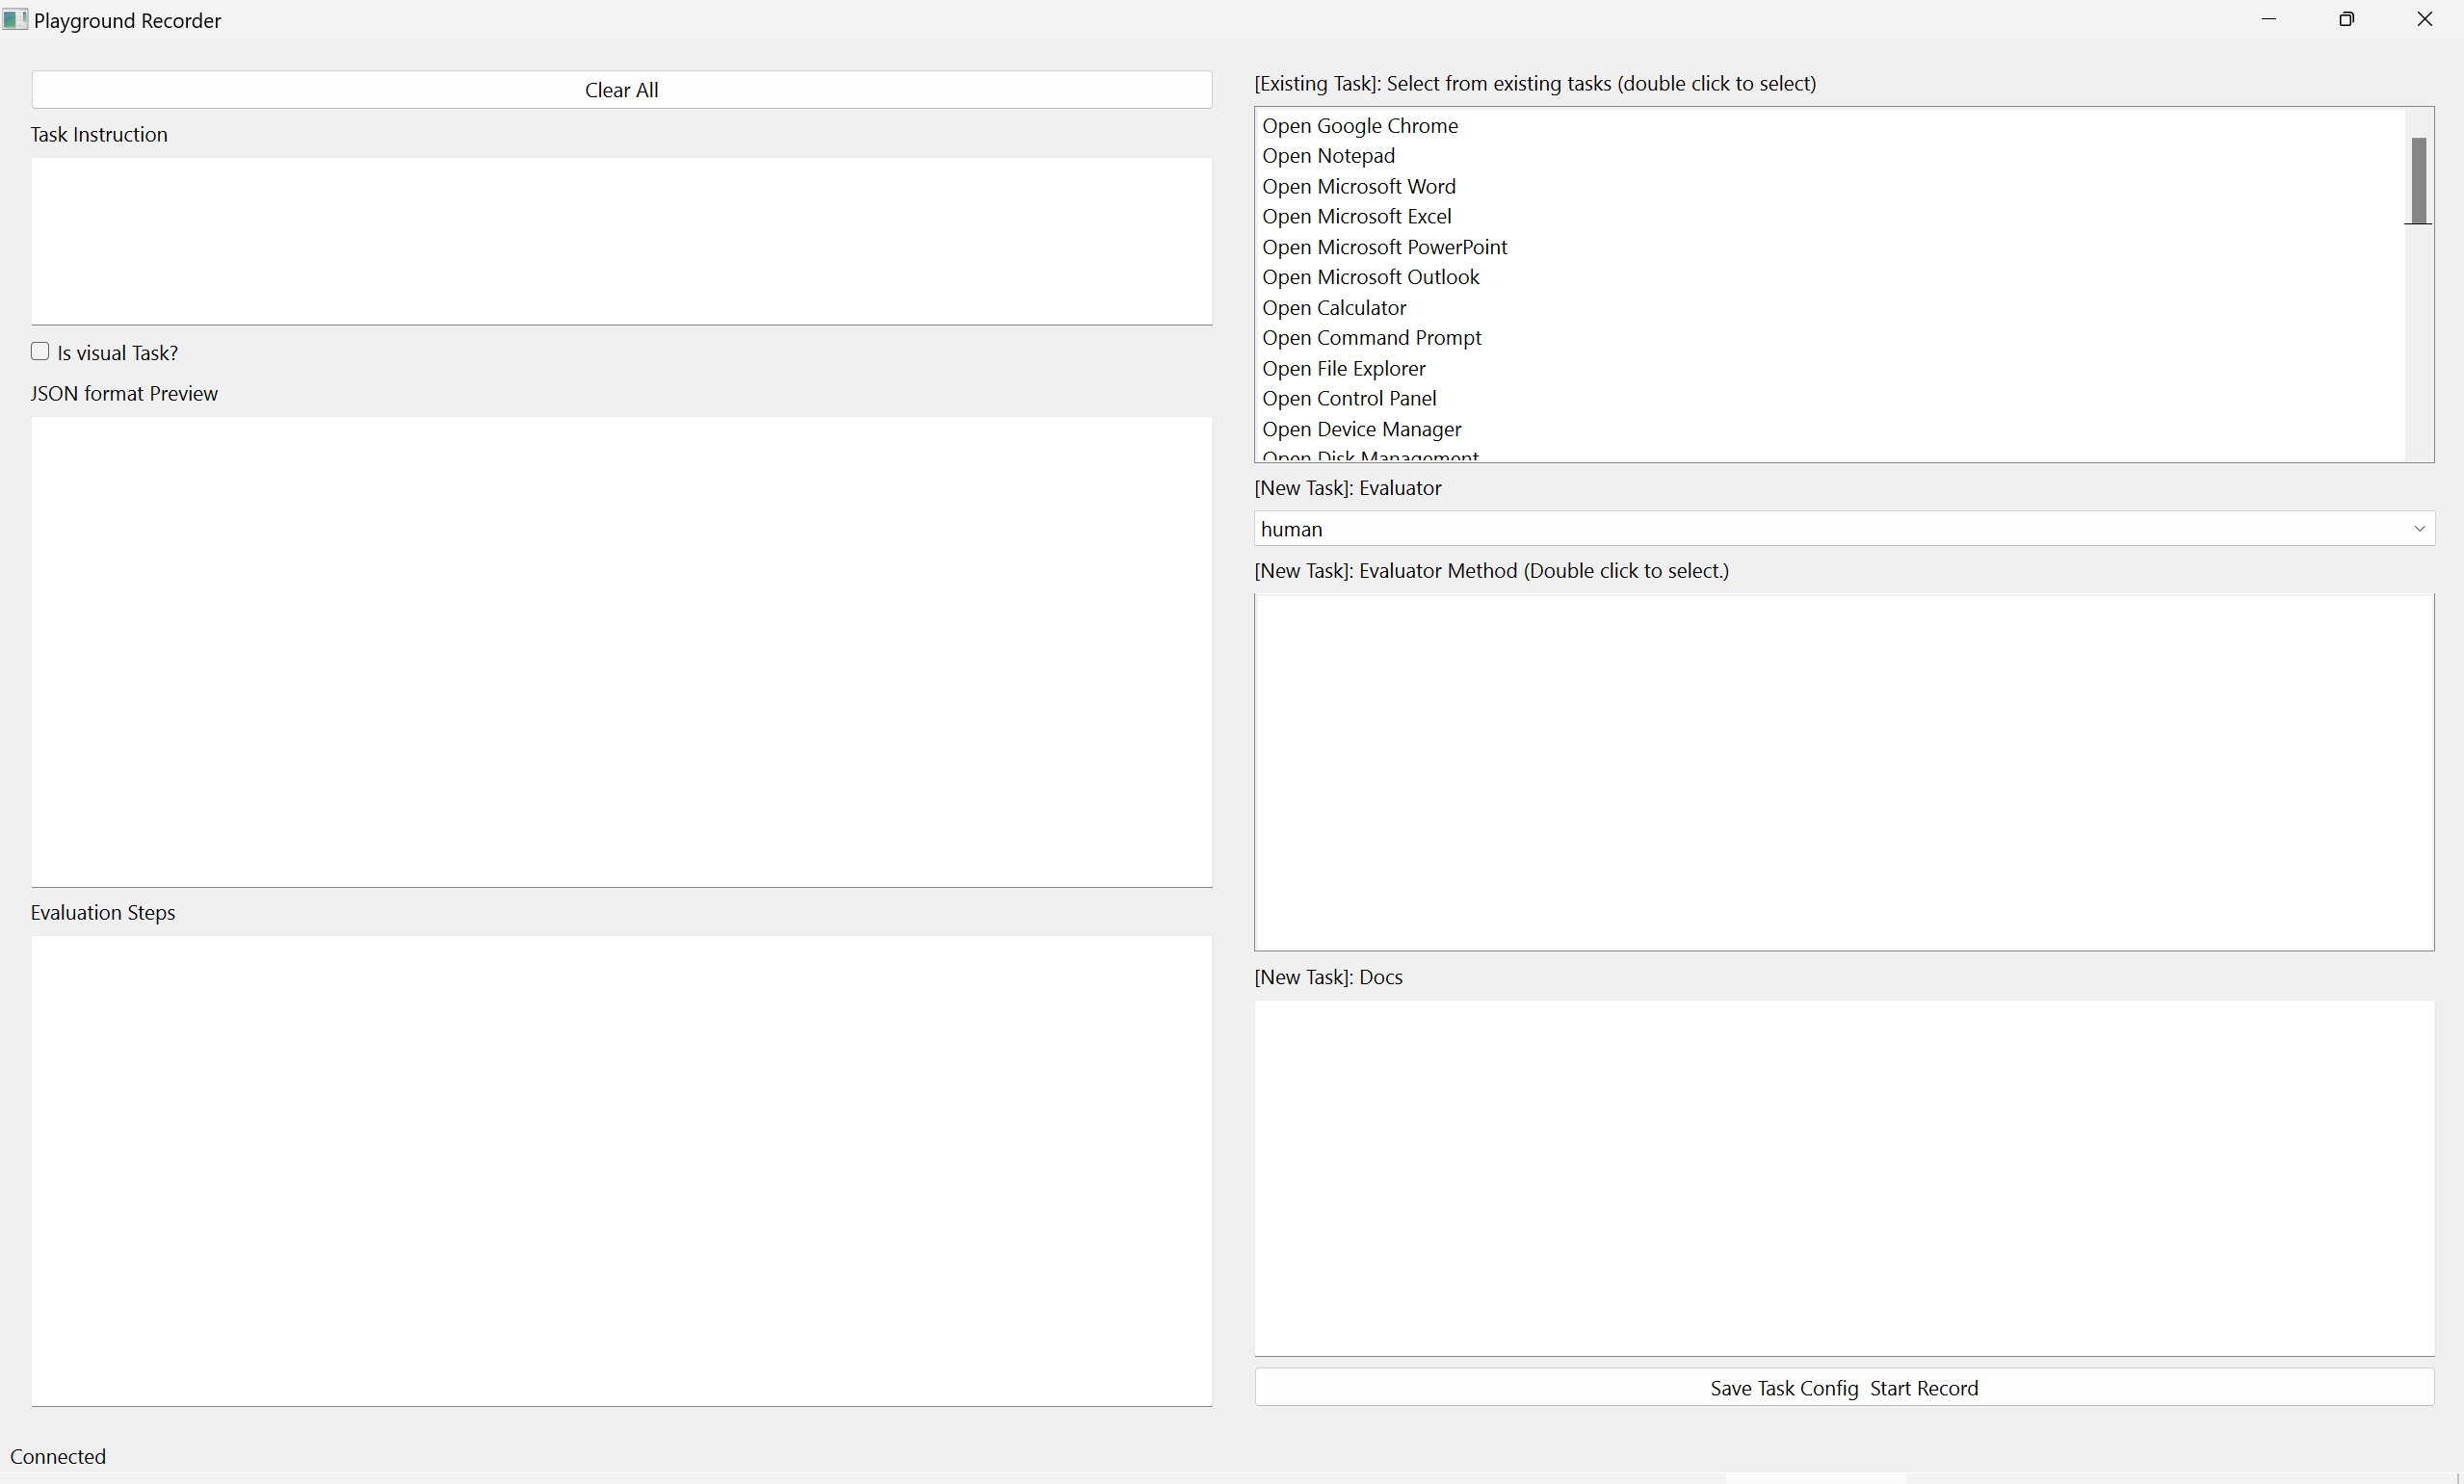 Playground Recorder
Clear All
Task Instruction
Is visual Task?
JSON format Preview
Evaluation Steps
[Existing Task]: Select from existing tasks (double click to select)
Open Google Chrome
Open Notepad
Open Microsoft Word
Open Microsoft Excel
Open Microsoft PowerPoint
Open Microsoft Outlook
Open Calculator
Open Command Prompt
Open File Explorer
Open Control Panel
Open Device Manager
Open Disk Management
[New Task]: Evaluator
human
[New Task]: Evaluator Method (Double click to select.)
[New Task]: Docs
Save Task Config  Start Record
Connected